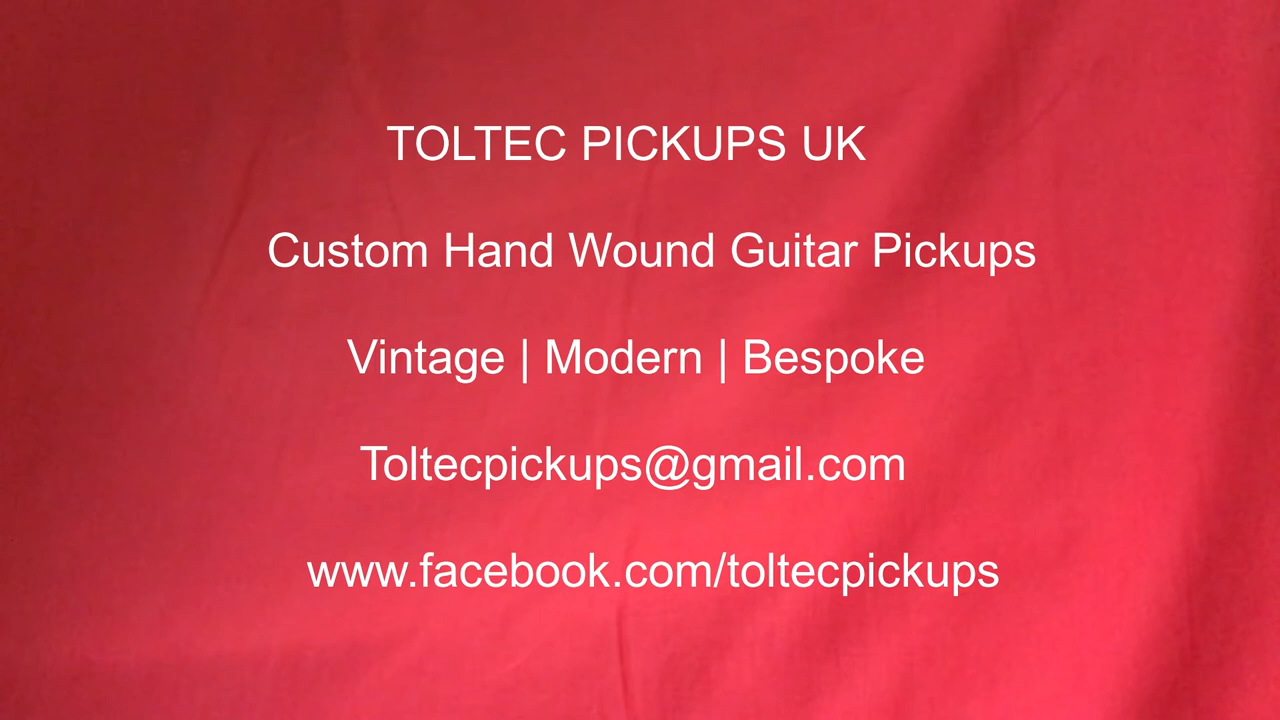 TOLTEC PICKUPS UK
Custom Hand Wound Guitar Pickups
Vintage | Modern | Bespoke
Toltecpickups@gmail.com
www.facebook.com/toltecpickups